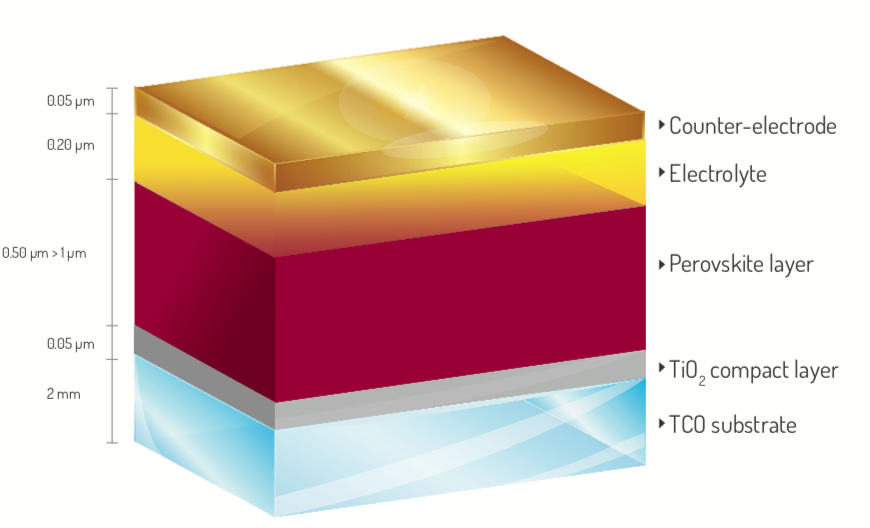 0.05 µm
0.20 µm
0.50 µm > 1 µm
0.05 µm
2 mm
Counter-electrode
Electrolyte
Perovskite layer
TiO₂ compact layer
TCO substrate